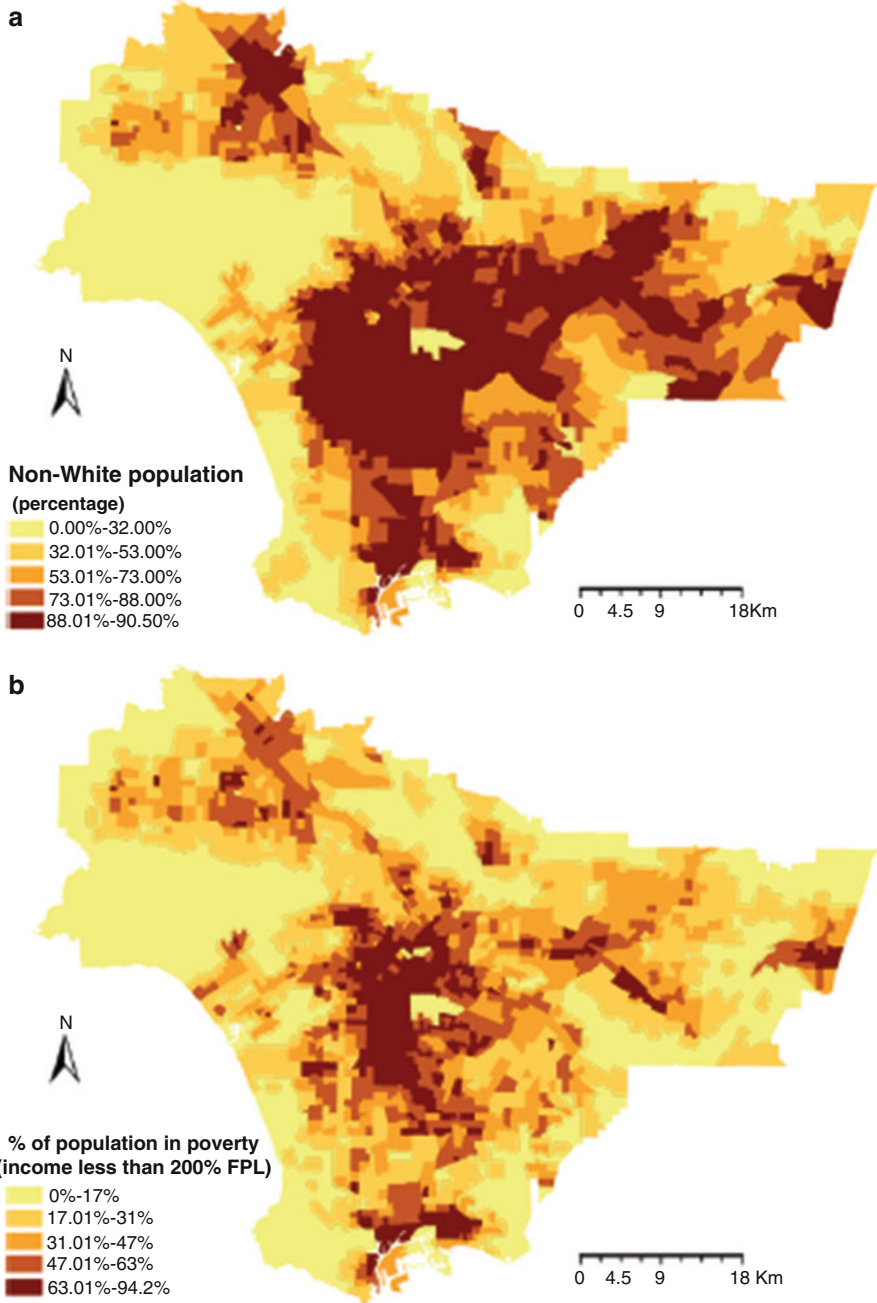 a
N
Non-White population
(percentage)
0.00%-32.00%
32.01%-53.00%
53.01%-73.00%
73.01%-88.00%
88.01%-90.50%
0 4.5 9 18Km
b
N
% of population in poverty
(income less than 200% FPL)
0%-17%
17.01%-31%
31.01%-47%
47.01%-63%
63.01%-94.2%
0 4.5 9 18 Km